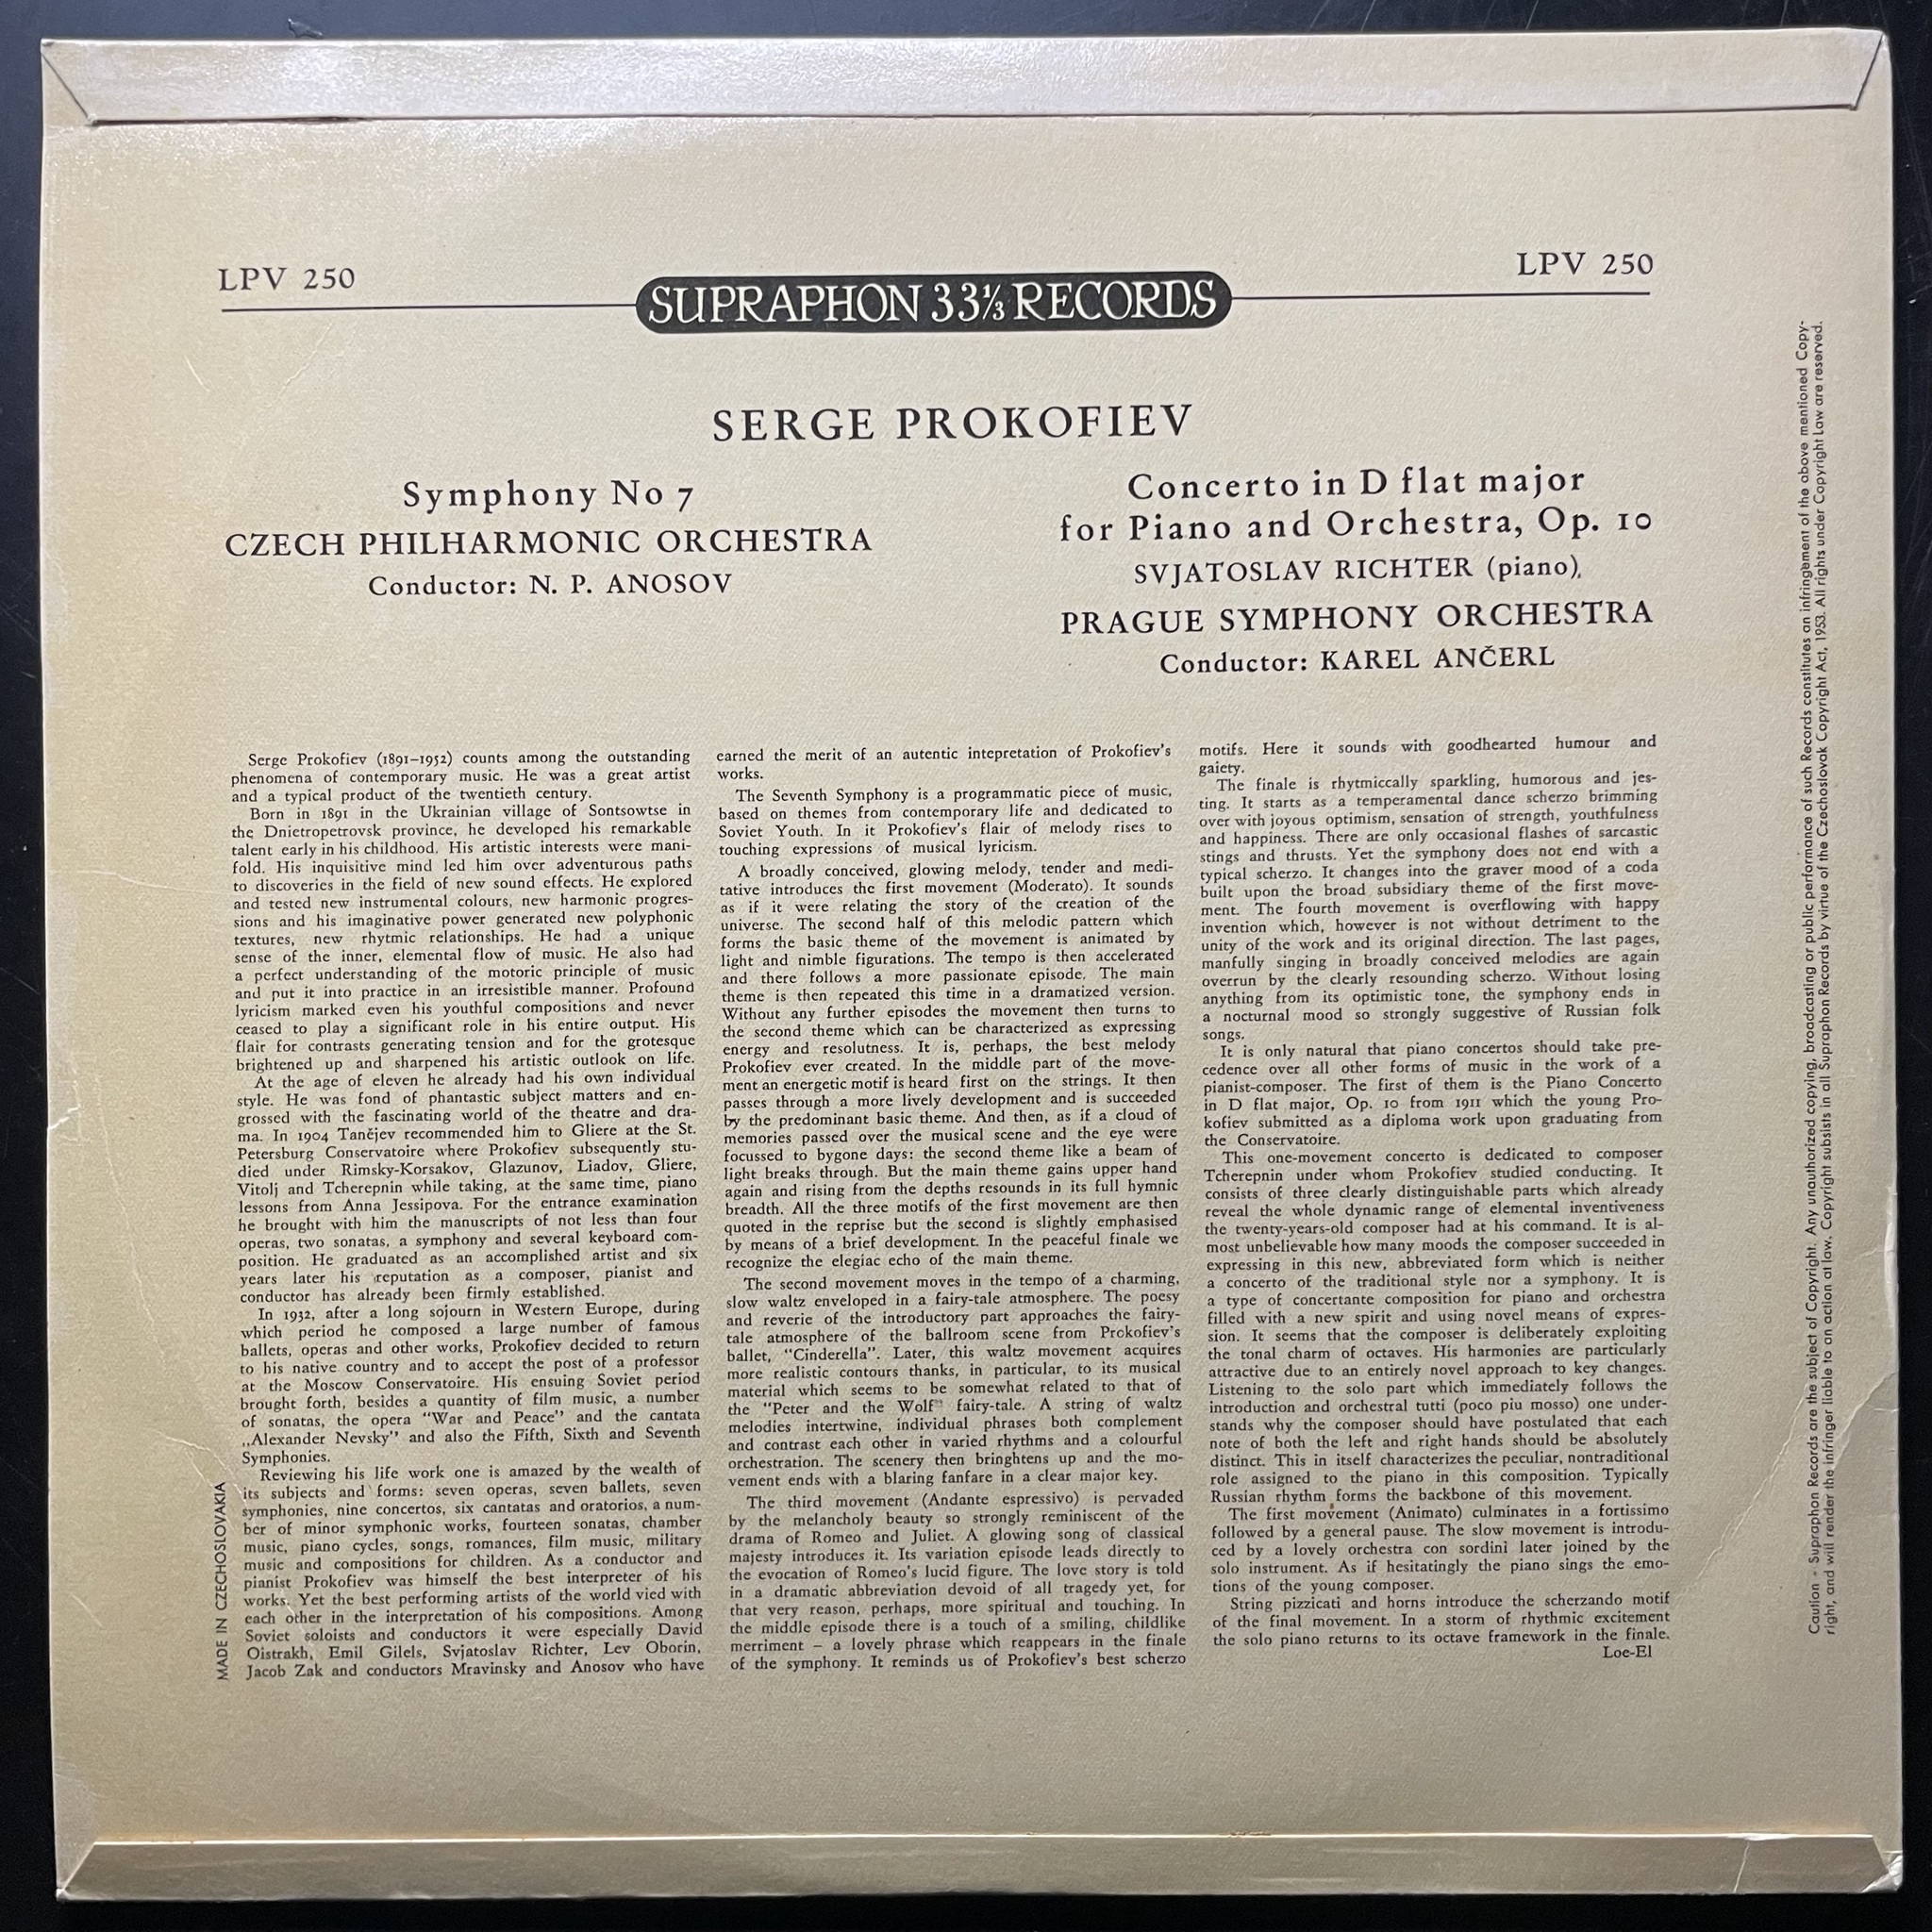 LPV 250
LPV 250
SUPRAPHON 33⅓ RECORDS
SERGE PROKOFIEV
Symphony No 7
CZECH PHILHARMONIC ORCHESTRA
Conductor: N. P. ANOSOV
Concerto in D flat major
for Piano and Orchestra, Op. 10
SVJATOSLAV RICHTER (piano),
PRAGUE SYMPHONY ORCHESTRA
Conductor: KAREL ANČERL
Serge Prokofiev (1891–1952) counts among the outstanding
phenomena of contemporary music. He was a great artist
and a typical product of the twentieth century.
Born in 1891 in the Ukrainian village of Sontsowtse in
the Dnietropetrovsk province, he developed his remarkable
talent early in his childhood. His artistic interests were mani-
fold. His inquisitive mind led him over adventurous paths
to discoveries in the field of new sound effects. He explored
and tested new instrumental colours, new harmonic progres-
sions and his imaginative power generated new polyphonic
textures, new rhytmic relationships. He had a unique
sense of the inner, elemental flow of music. He also had
a perfect understanding of the motoric principle of music
and put it into practice in an irresistible manner. Profound
lyricism marked even his youthful compositions and never
ceased to play a significant role in his entire output. His
flair for contrasts generating tension and for the grotesque
brightened up and sharpened his artistic outlook on life.
At the age of eleven he already had his own individual
style. He was fond of phantastic subject matters and en-
grossed with the fascinating world of the theatre and dra-
ma. In 1904 Tanějev recommended him to Gliere at the St.
Petersburg Conservatoire where Prokofiev subsequently stu-
died under Rimsky-Korsakov, Glazunov, Liadov, Gliere,
Vitolj and Tcherepnin while taking, at the same time, piano
lessons from Anna Jessipova. For the entrance examination
he brought with him the manuscripts of not less than four
operas, two sonatas, a symphony and several keyboard com-
position. He graduated as an accomplished artist and six
years later his reputation as a composer, pianist and
conductor has already been firmly established.
In 1932, after a long sojourn in Western Europe, during
which period he composed a large number of famous
ballets, operas and other works, Prokofiev decided to return
to his native country and to accept the post of a professor
at the Moscow Conservatoire. His ensuing Soviet period
brought forth, besides a quantity of film music, a number
of sonatas, the opera “War and Peace” and the cantata
„Alexander Nevsky” and also the Fifth, Sixth and Seventh
Symphonies.
Reviewing his life work one is amazed by the wealth of
its subjects and forms: seven operas, seven ballets, seven
symphonies, nine concertos, six cantatas and oratorios, a num-
ber of minor symphonic works, fourteen sonatas, chamber
music, piano cycles, songs, romances, film music, military
music and compositions for children. As a conductor and
pianist Prokofiev was himself the best interpreter of his
works. Yet the best performing artists of the world vied with
each other in the interpretation of his compositions. Among
Soviet soloists and conductors it were especially David
Oistrakh, Emil Gilels, Svjatoslav Richter, Lev Oborin,
Jacob Zak and conductors Mravinsky and Anosov who have
earned the merit of an autentic intepretation of Prokofiev's
works.
The Seventh Symphony is a programmatic piece of music,
based on themes from contemporary life and dedicated to
Soviet Youth. In it Prokofiev's flair of melody rises to
touching expressions of musical lyricism.
A broadly conceived, glowing melody, tender and medi-
tative introduces the first movement (Moderato). It sounds
as if it were relating the story of the creation of the
universe. The second half of this melodic pattern which
forms the basic theme of the movement is animated by
light and nimble figurations. The tempo is then accelerated
and there follows a more passionate episode. The main
theme is then repeated this time in a dramatized version.
Without any further episodes the movement then turns to
the second theme which can be characterized as expressing
energy and resolutness. It is, perhaps, the best melody
Prokofiev ever created. In the middle part of the move-
ment an energetic motif is heard first on the strings. It then
passes through a more lively development and is succeeded
by the predominant basic theme. And then, as if a cloud of
memories passed over the musical scene and the eye were
focussed to bygone days: the second theme like a beam of
light breaks through. But the main theme gains upper hand
again and rising from the depths resounds in its full hymnic
breadth. All the three motifs of the first movement are then
quoted in the reprise but the second is slightly emphasised
by means of a brief development. In the peaceful finale we
recognize the elegiac echo of the main theme.
The second movement moves in the tempo of a charming,
slow waltz enveloped in a fairy-tale atmosphere. The poesy
and reverie of the introductory part approaches the fairy-
tale atmosphere of the ballroom scene from Prokofiev's
ballet, “Cinderella”. Later, this waltz movement acquires
more realistic contours thanks, in particular, to its musical
material which seems to be somewhat related to that of
the “Peter and the Wolf” fairy-tale. A string of waltz
melodies intertwine, individual phrases both complement
and contrast each other in varied rhythms and a colourful
orchestration. The scenery then bringhtens up and the mo-
vement ends with a blaring fanfare in a clear major key.
The third movement (Andante espressivo) is pervaded
by the melancholy beauty so strongly reminiscent of the
drama of Romeo and Juliet. A glowing song of classical
majesty introduces it. Its variation episode leads directly to
the evocation of Romeo's lucid figure. The love story is told
in a dramatic abbreviation devoid of all tragedy yet, for
that very reason, perhaps, more spiritual and touching. In
the middle episode there is a touch of a smiling, childlike
merriment – a lovely phrase which reappears in the finale
of the symphony. It reminds us of Prokofiev's best scherzo
motifs. Here it sounds with goodhearted humour and
gaiety.
The finale is rhytmiccally sparkling, humorous and jes-
ting. It starts as a temperamental dance scherzo brimming
over with joyous optimism, sensation of strength, youthfulness
and happiness. There are only occasional flashes of sarcastic
stings and thrusts. Yet the symphony does not end with a
typical scherzo. It changes into the graver mood of a coda
built upon the broad subsidiary theme of the first move-
ment. The fourth movement is overflowing with happy
invention which, however is not without detriment to the
unity of the work and its original direction. The last pages,
manfully singing in broadly conceived melodies are again
overrun by the clearly resounding scherzo. Without losing
anything from its optimistic tone, the symphony ends in
a nocturnal mood so strongly suggestive of Russian folk
songs.
It is only natural that piano concertos should take pre-
cedence over all other forms of music in the work of a
pianist-composer. The first of them is the Piano Concerto
in D flat major, Op. 10 from 1911 which the young Pro-
kofiev submitted as a diploma work upon graduating from
the Conservatoire.
This one-movement concerto is dedicated to composer
Tcherepnin under whom Prokofiev studied conducting. It
consists of three clearly distinguishable parts which already
reveal the whole dynamic range of elemental inventiveness
the twenty-years-old composer had at his command. It is al-
most unbelievable how many moods the composer succeeded in
expressing in this new, abbreviated form which is neither
a concerto of the traditional style nor a symphony. It is
a type of concertante composition for piano and orchestra
filled with a new spirit and using novel means of expres-
sion. It seems that the composer is deliberately exploiting
the tonal charm of octaves. His harmonies are particularly
attractive due to an entirely novel approach to key changes.
Listening to the solo part which immediately follows the
introduction and orchestral tutti (poco piu mosso) one under-
stands why the composer should have postulated that each
note of both the left and right hands should be absolutely
distinct. This in itself characterizes the peculiar, nontraditional
role assigned to the piano in this composition. Typically
Russian rhythm forms the backbone of this movement.
The first movement (Animato) culminates in a fortissimo
followed by a general pause. The slow movement is introdu-
ced by a lovely orchestra con sordini later joined by the
solo instrument. As if hesitatingly the piano sings the emo-
tions of the young composer.
String pizzicati and horns introduce the scherzando motif
of the final movement. In a storm of rhythmic excitement
the solo piano returns to its octave framework in the finale.
Loe-El
MADE IN CZECHOSLOVAKIA
Caution - Supraphon Records are the subject of Copyright. Any unauthorized copying, broadcasting or public performance of such Records constitutes an infringement of the above mentioned Copy-
right, and will render the infringer liable to an action at law. Copyright subsists in all Supraphon Records by virtue of the Czechoslovak Copyright Act, 1953. All rights under Copyright Law are reserved.